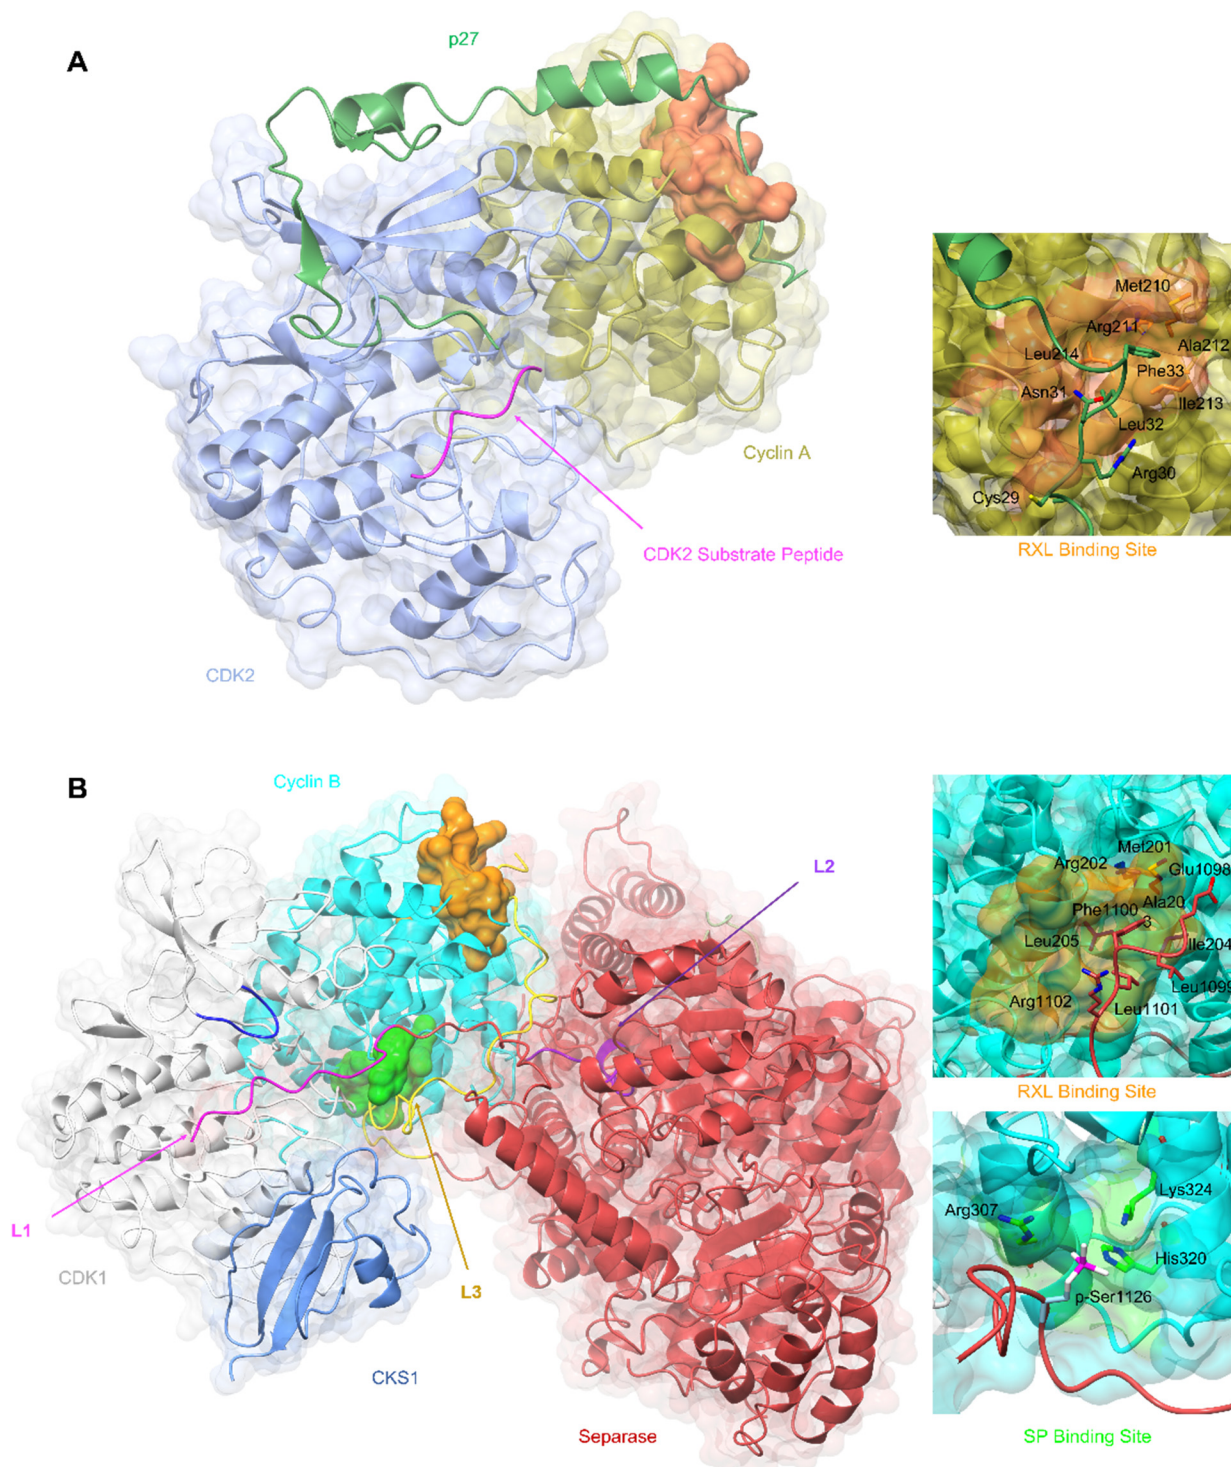 A
p27
Cyclin A
CDK2 Substrate Peptide
CDK2
Met210
Arg211
Ala212
Leu214
Phe33
Asn31
Ile213
Leu32
Arg30
Cys29
RXL Binding Site
B
Cyclin B
L2
L1
CDK1
L3
CKS1
Separase
Met201
Arg202
Glu1098
Ala20
3
Phe1100
Leu205
Ile204
Leu1099
Arg1102
Leu1101
RXL Binding Site
Lys324
Arg307
His320
p-Ser1126
SP Binding Site